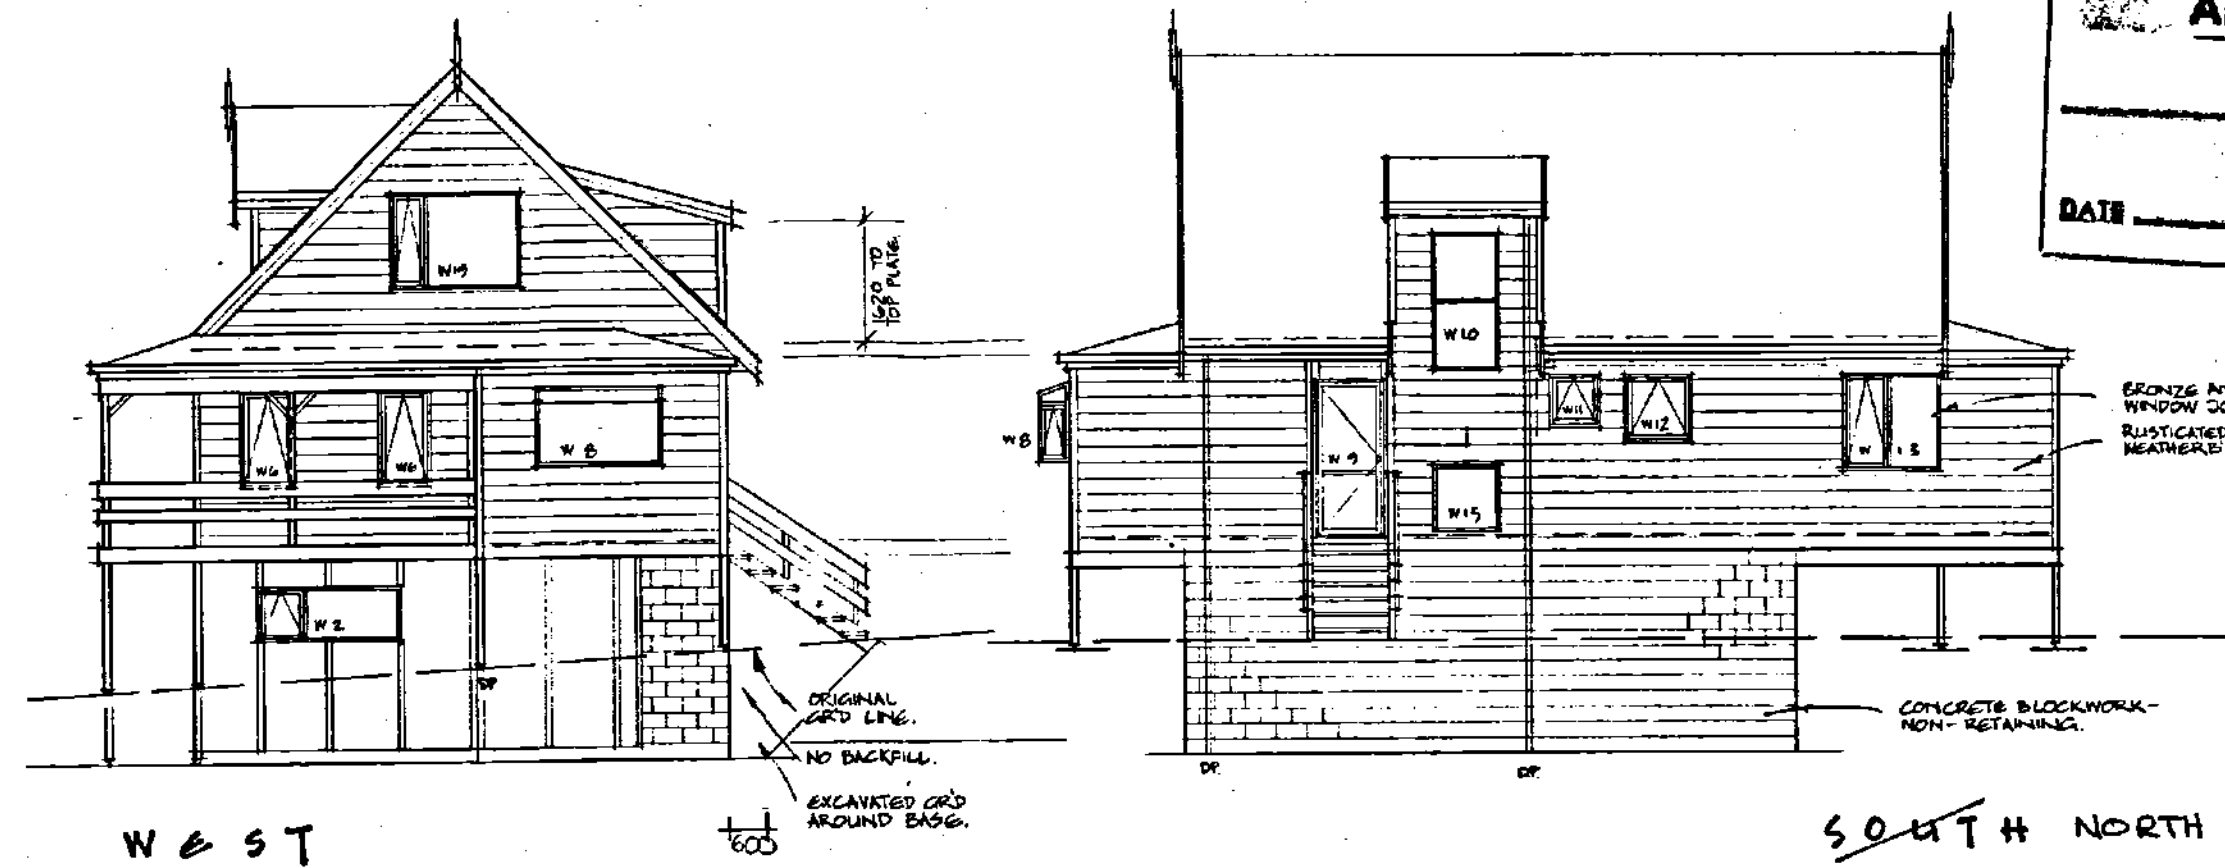 W15
1620 TO
TOP PLATE.
W6
W6
W 8
W 2
DP
ORIGINAL
GR'D LINE.
NO BACKFILL.
EXCAVATED GR'D
AROUND BASE.
600
WEST
W10
W8
W 9
W11
W12
W 13
W15
BRONZE
WINDOW
RUSTICATED
WEATHERB
CONCRETE BLOCKWORK-
NON-RETAINING.
DP.
DP.
SOUTH NORTH
DATE